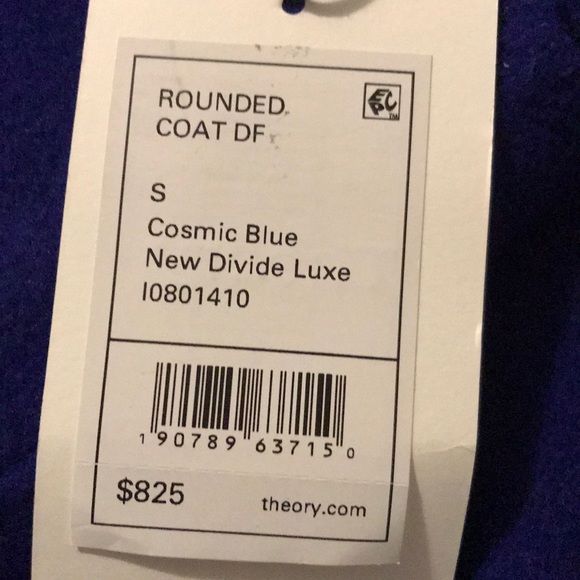 ROUNDED
COAT DF
S
Cosmic Blue
New Divide Luxe
I0801410
1 90789 63715 0
$825
theory.com